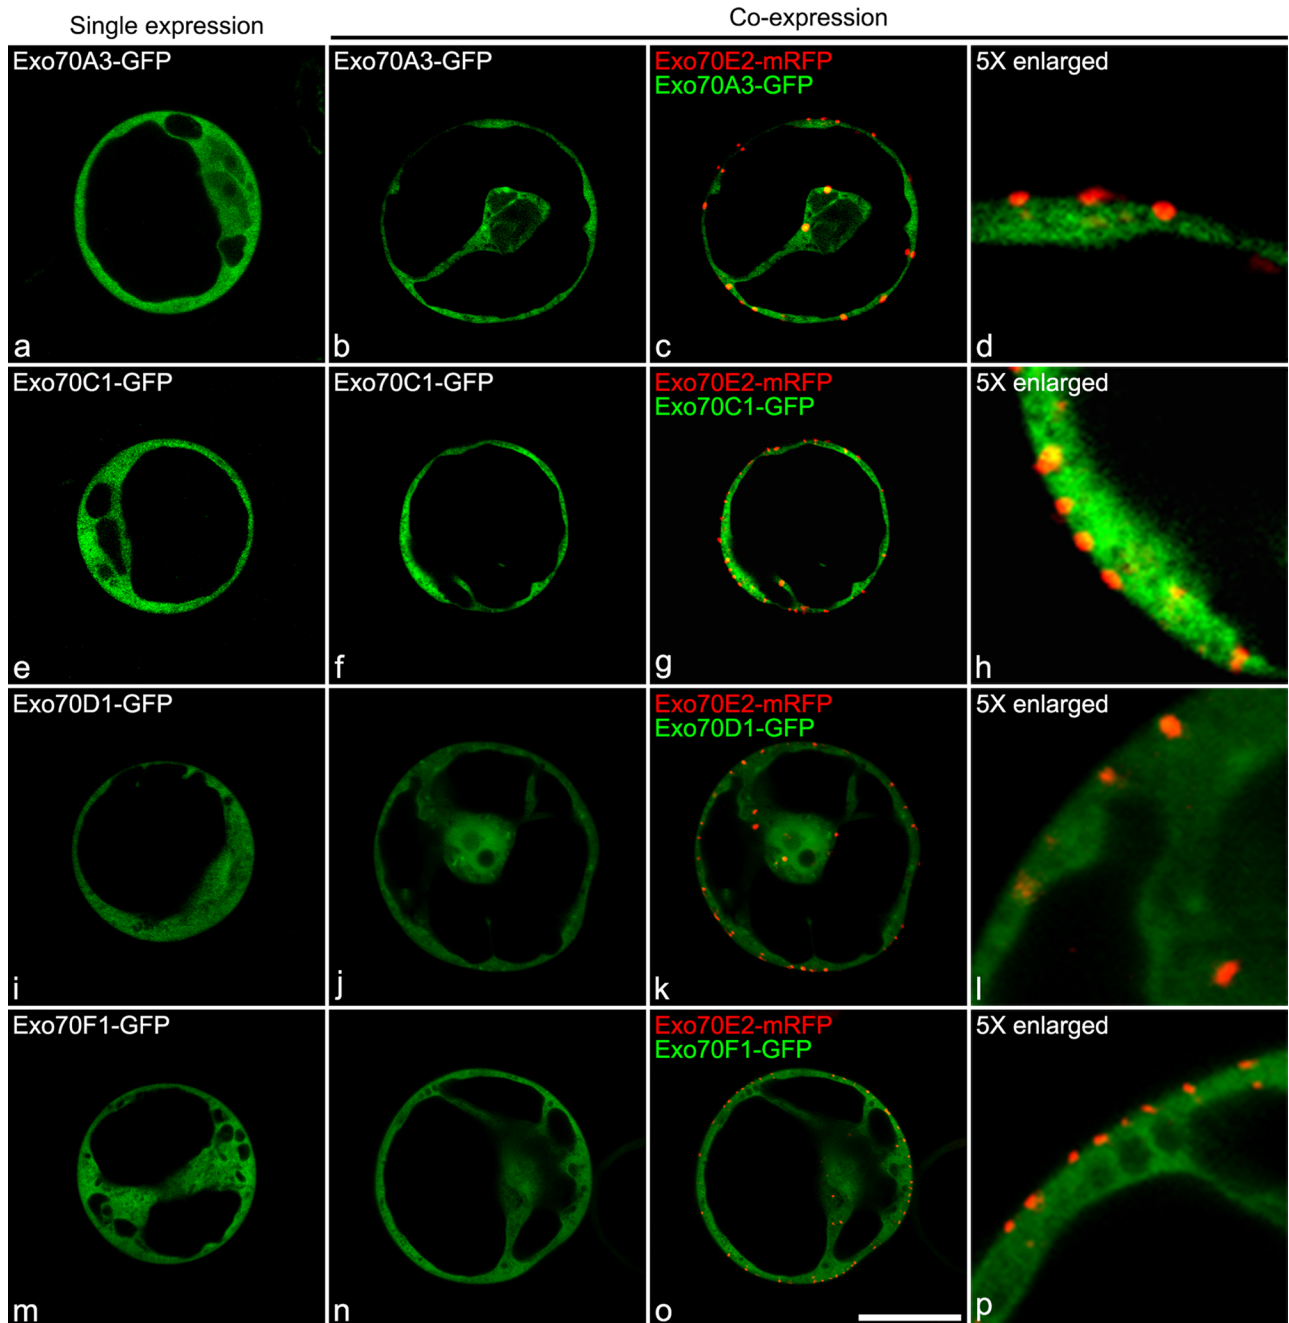 Single expression
Co-expression
Exo70A3-GFP
Exo70A3-GFP
Exo70E2-mRFP
Exo70A3-GFP
5X enlarged
a
b
c
d
Exo70C1-GFP
Exo70C1-GFP
Exo70E2-mRFP
Exo70C1-GFP
5X enlarged
e
f
g
h
Exo70D1-GFP
Exo70E2-mRFP
Exo70D1-GFP
5X enlarged
i
j
k
l
Exo70F1-GFP
Exo70E2-mRFP
Exo70F1-GFP
5X enlarged
m
n
o
p